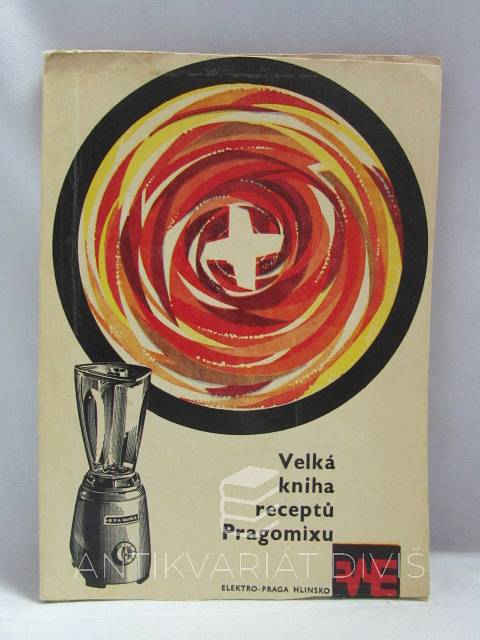 Velká
kniha
receptů
Pragomixu
ANTIKVARIÁT DIVIŠ
ELEKTRO-PRAGA HLINSKO